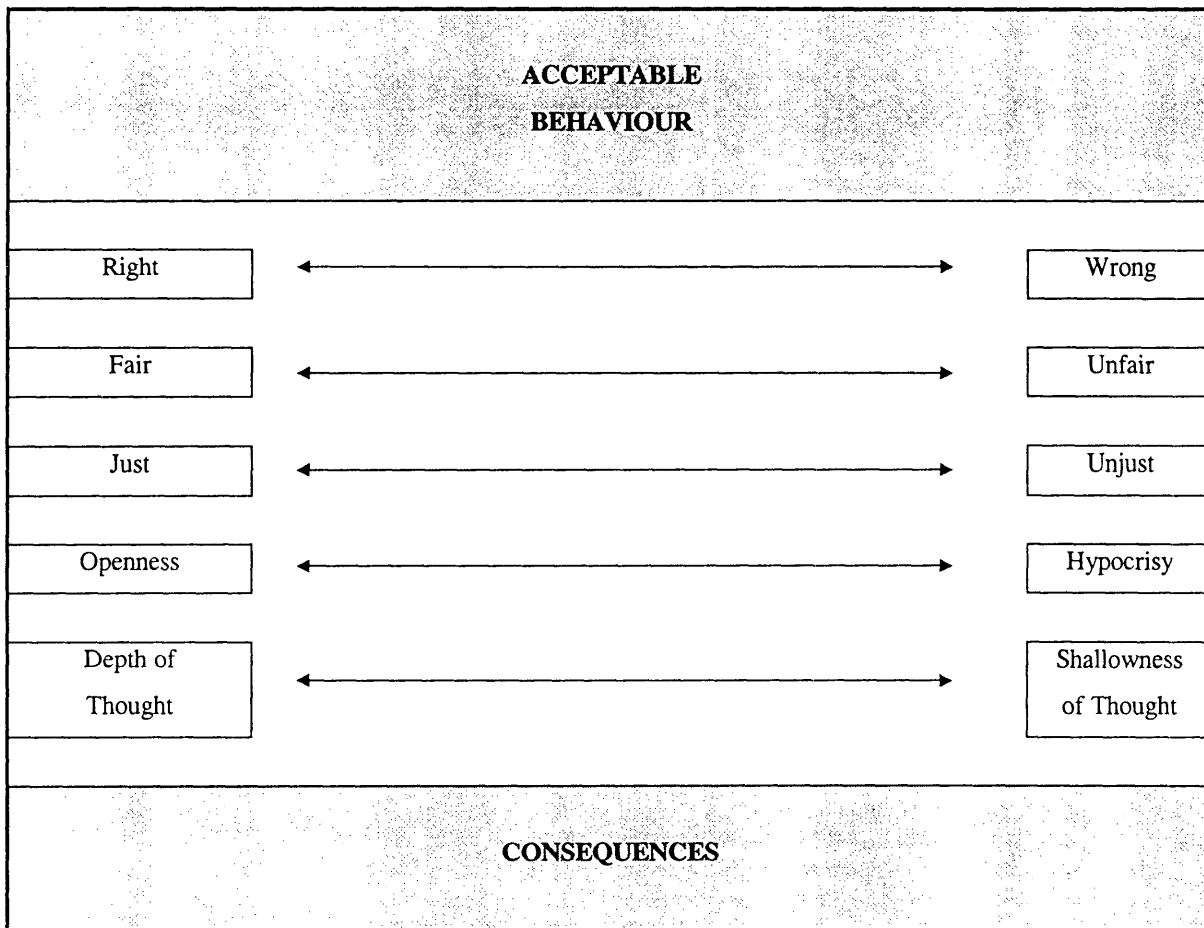 ACCEPTABLE
BEHAVIOUR
Right
Wrong
Fair
Unfair
Just
Unjust
Openness
Hypocrisy
Depth of
Thought
Shallowness
of Thought
CONSEQUENCES